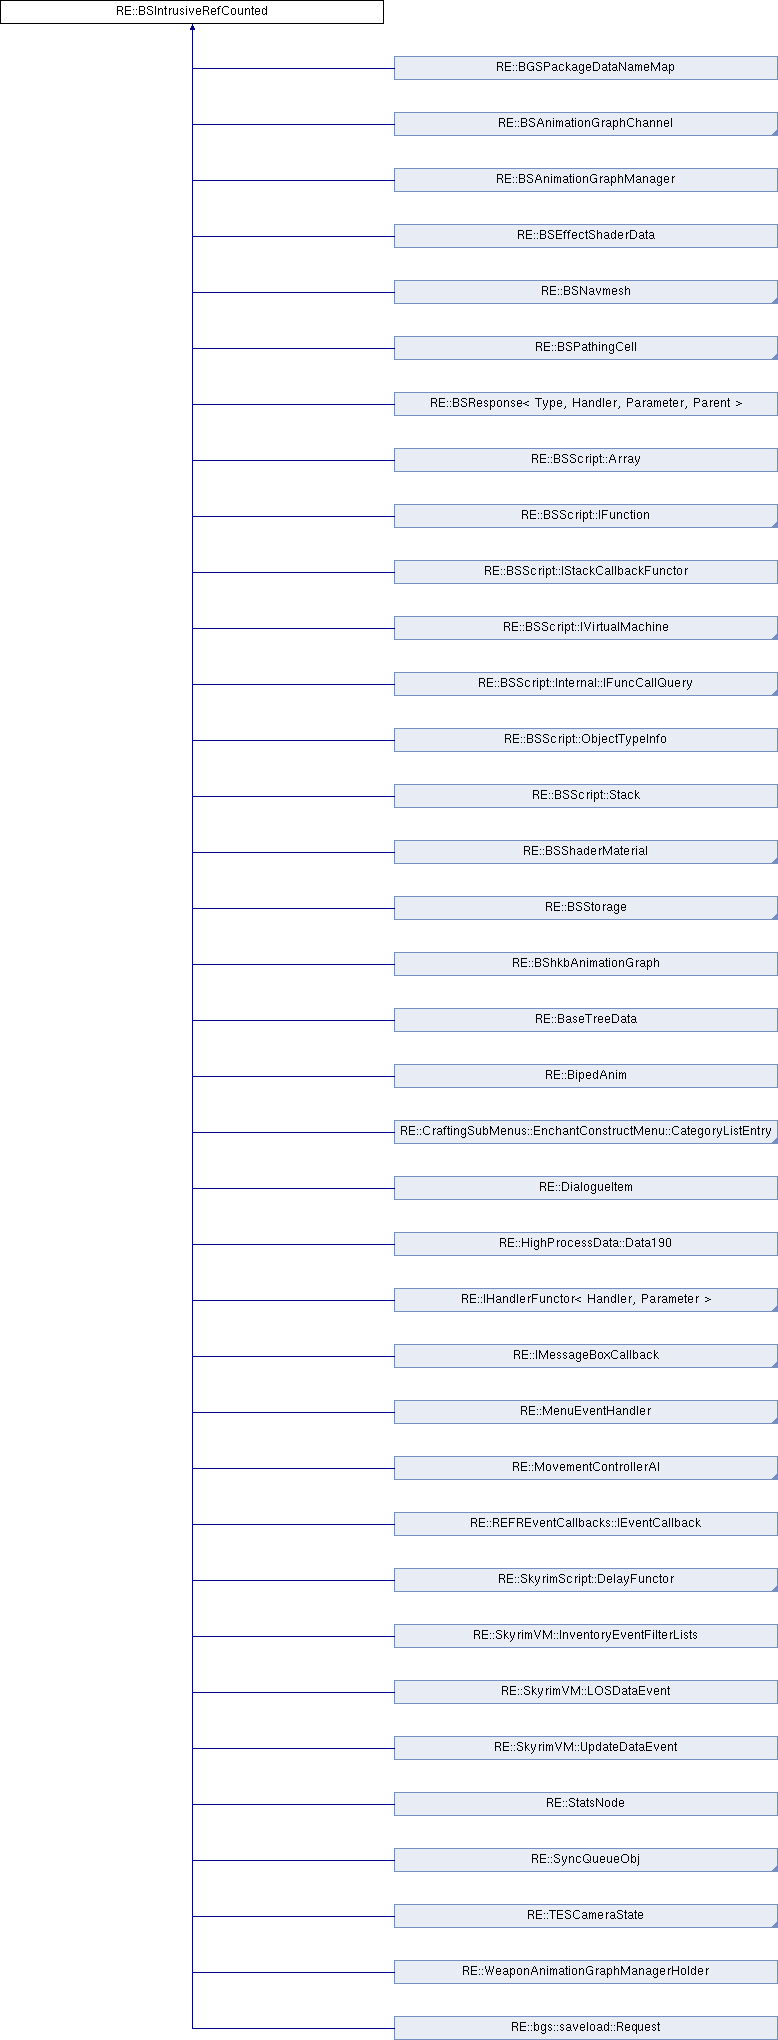 RE::BSIntrusiveRefCounted
RE::BGSPackageDataNameMap
RE::BSAnimationGraphChannel
RE::BSAnimationGraphManager
RE::BSEffectShaderData
RE::BSNavmesh
RE::BSPathingCell
RE::BSResponse< Type, Handler, Parameter, Parent >
RE::BSScript::Array
RE::BSScript::IFunction
RE::BSScript::IStackCallbackFunctor
RE::BSScript::IVirtualMachine
RE::BSScript::Internal::IFuncCallQuery
RE::BSScript::ObjectTypeInfo
RE::BSScript::Stack
RE::BSShaderMaterial
RE::BSStorage
RE::BShkbAnimationGraph
RE::BaseTreeData
RE::BipedAnim
RE::CraftingSubMenus::EnchantConstructMenu::CategoryListEntry
RE::DialogueItem
RE::HighProcessData::Data190
RE::IHandlerFunctor< Handler, Parameter >
RE::IMessageBoxCallback
RE::MenuEventHandler
RE::MovementControllerAI
RE::REFREventCallbacks::IEventCallback
RE::SkyrimScript::DelayFunctor
RE::SkyrimVM::InventoryEventFilterLists
RE::SkyrimVM::LOSDataEvent
RE::SkyrimVM::UpdateDataEvent
RE::StatsNode
RE::SyncQueueObj
RE::TESCameraState
RE::WeaponAnimationGraphManagerHolder
RE::bgs::saveload::Request